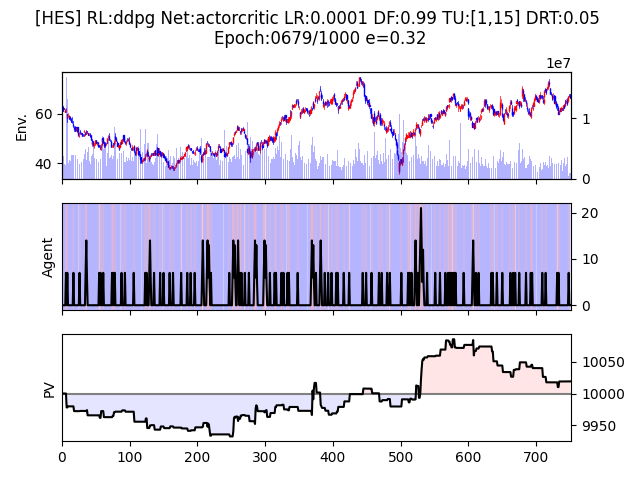 [HES] RL:ddpg Net:actorcritic LR:0.0001 DF:0.99 TU:[1,15] DRT:0.05
Epoch:0679/1000 e=0.32
1e7
Env.
60
40
1
0
Agent
20
10
0
PV
10050
10000
9950
0 100 200 300 400 500 600 700